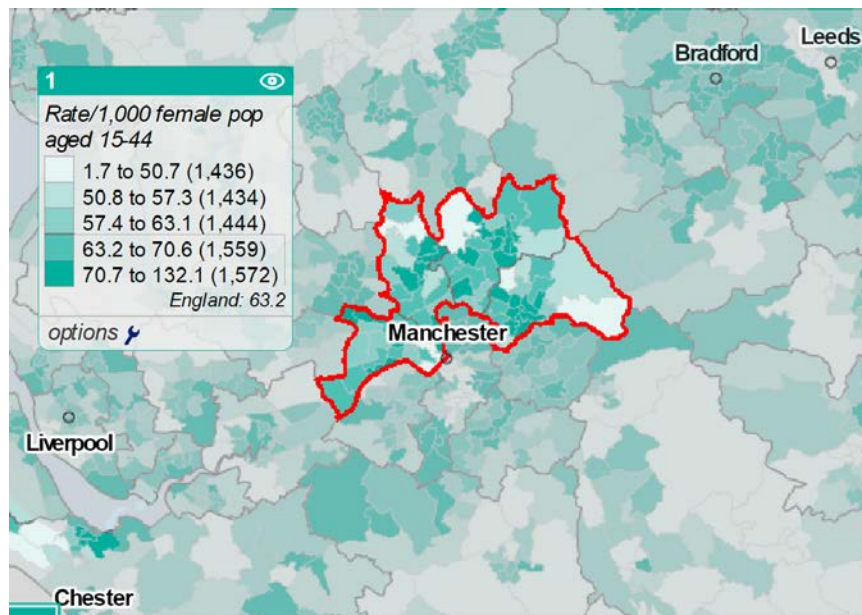 Bradford
Leeds
1
Rate/1,000 female pop
aged 15-44
1.7 to 50.7 (1,436)
50.8 to 57.3 (1,434)
57.4 to 63.1 (1,444)
63.2 to 70.6 (1,559)
70.7 to 132.1 (1,572)
England: 63.2
options
Manchester
Liverpool
Chester